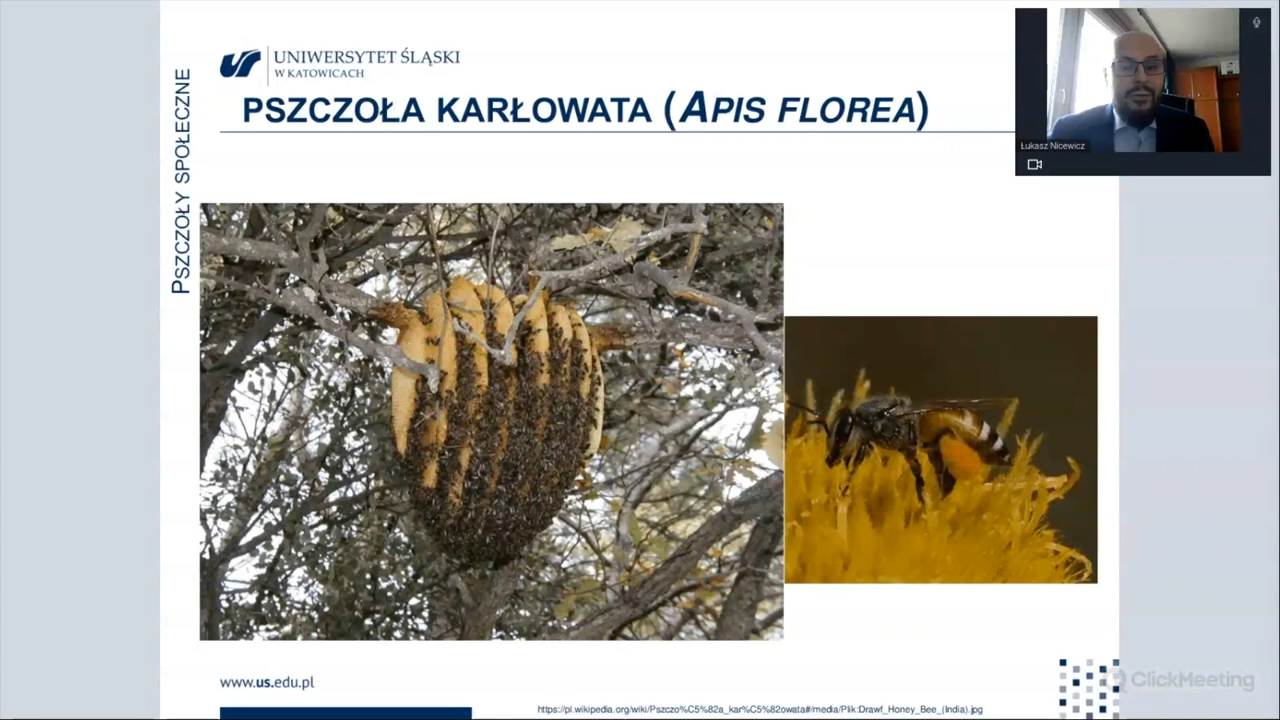 UNIWERSYTET ŚLĄSKI
W KATOWICACH
PSZCZOŁY SPOŁECZNE
PSZCZOŁA KARŁOWATA (APIS FLOREA)
Łukasz Nicewicz
www.us.edu.pl
https://pl.wikipedia.org/wiki/Pszczo%C5%82a_kar%C5%82owata#/media/Plik:Drawf_Honey_Bee_(India).jpg
ClickMeeting